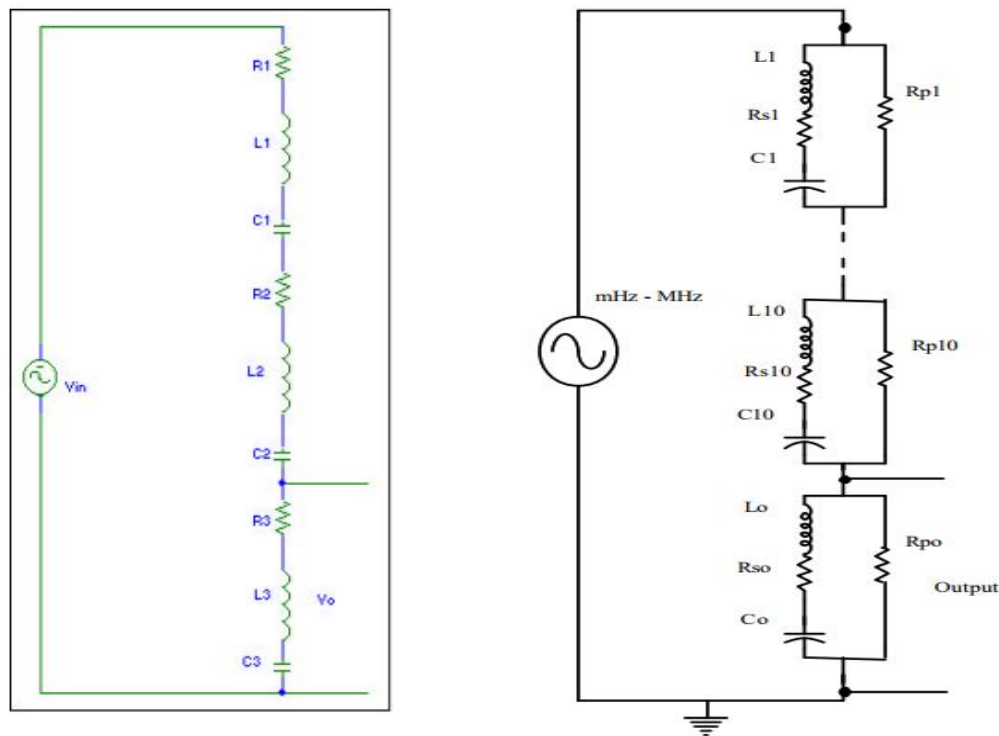 R1
L1
C1
R2
Vin
L2
C2
R3
L3
Vo
C3
L1
Rp1
Rs1
C1
mHz - MHz
L10
Rp10
Rs10
C10
Lo
Rpo
Rso
Output
Co